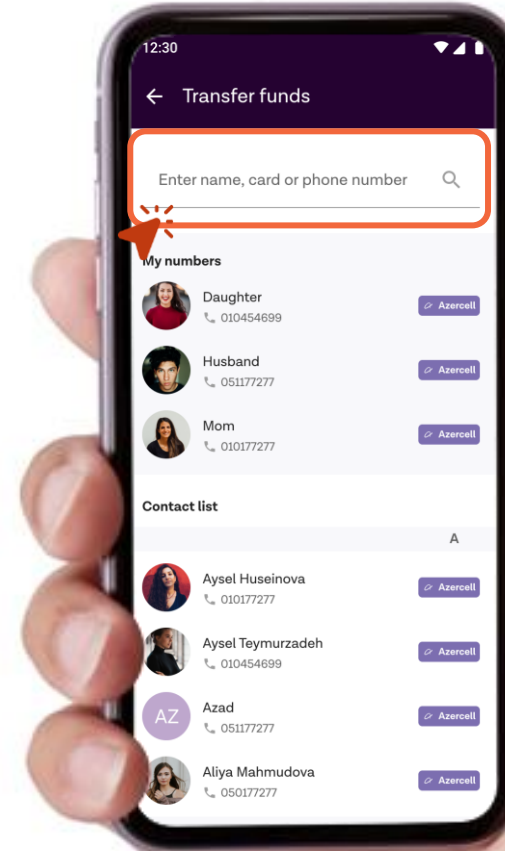 12:30
Transfer funds
Enter name, card or phone number
My numbers
Daughter
010454699
Azercell
Husband
051177277
Azercell
Mom
010177277
Azercell
Contact list
A
Aysel Huseinova
010177277
Azercell
Aysel Teymurzadeh
010454699
Azercell
AZ
Azad
051177277
Azercell
Aliya Mahmudova
050177277
Azercell